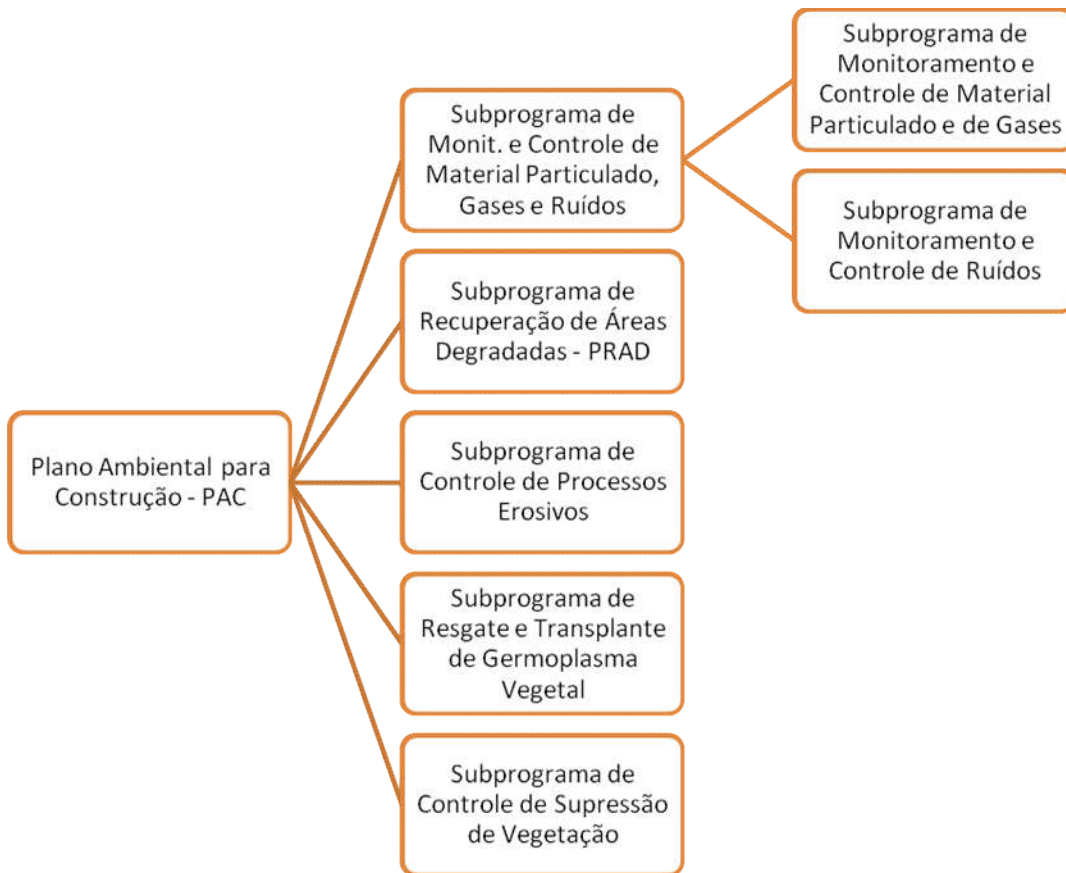 Plano Ambiental para
Construção - PAC
Subprograma de
Monit. e Controle de
Material Particulado,
Gases e Ruídos
Subprograma de
Monitoramento e
Controle de Material
Particulado e de Gases
Subprograma de
Monitoramento e
Controle de Ruídos
Subprograma de
Recuperação de Áreas
Degradadas - PRAD
Subprograma de
Controle de Processos
Erosivos
Subprograma de
Resgate e Transplante
de Germoplasma
Vegetal
Subprograma de
Controle de Supressão
de Vegetação